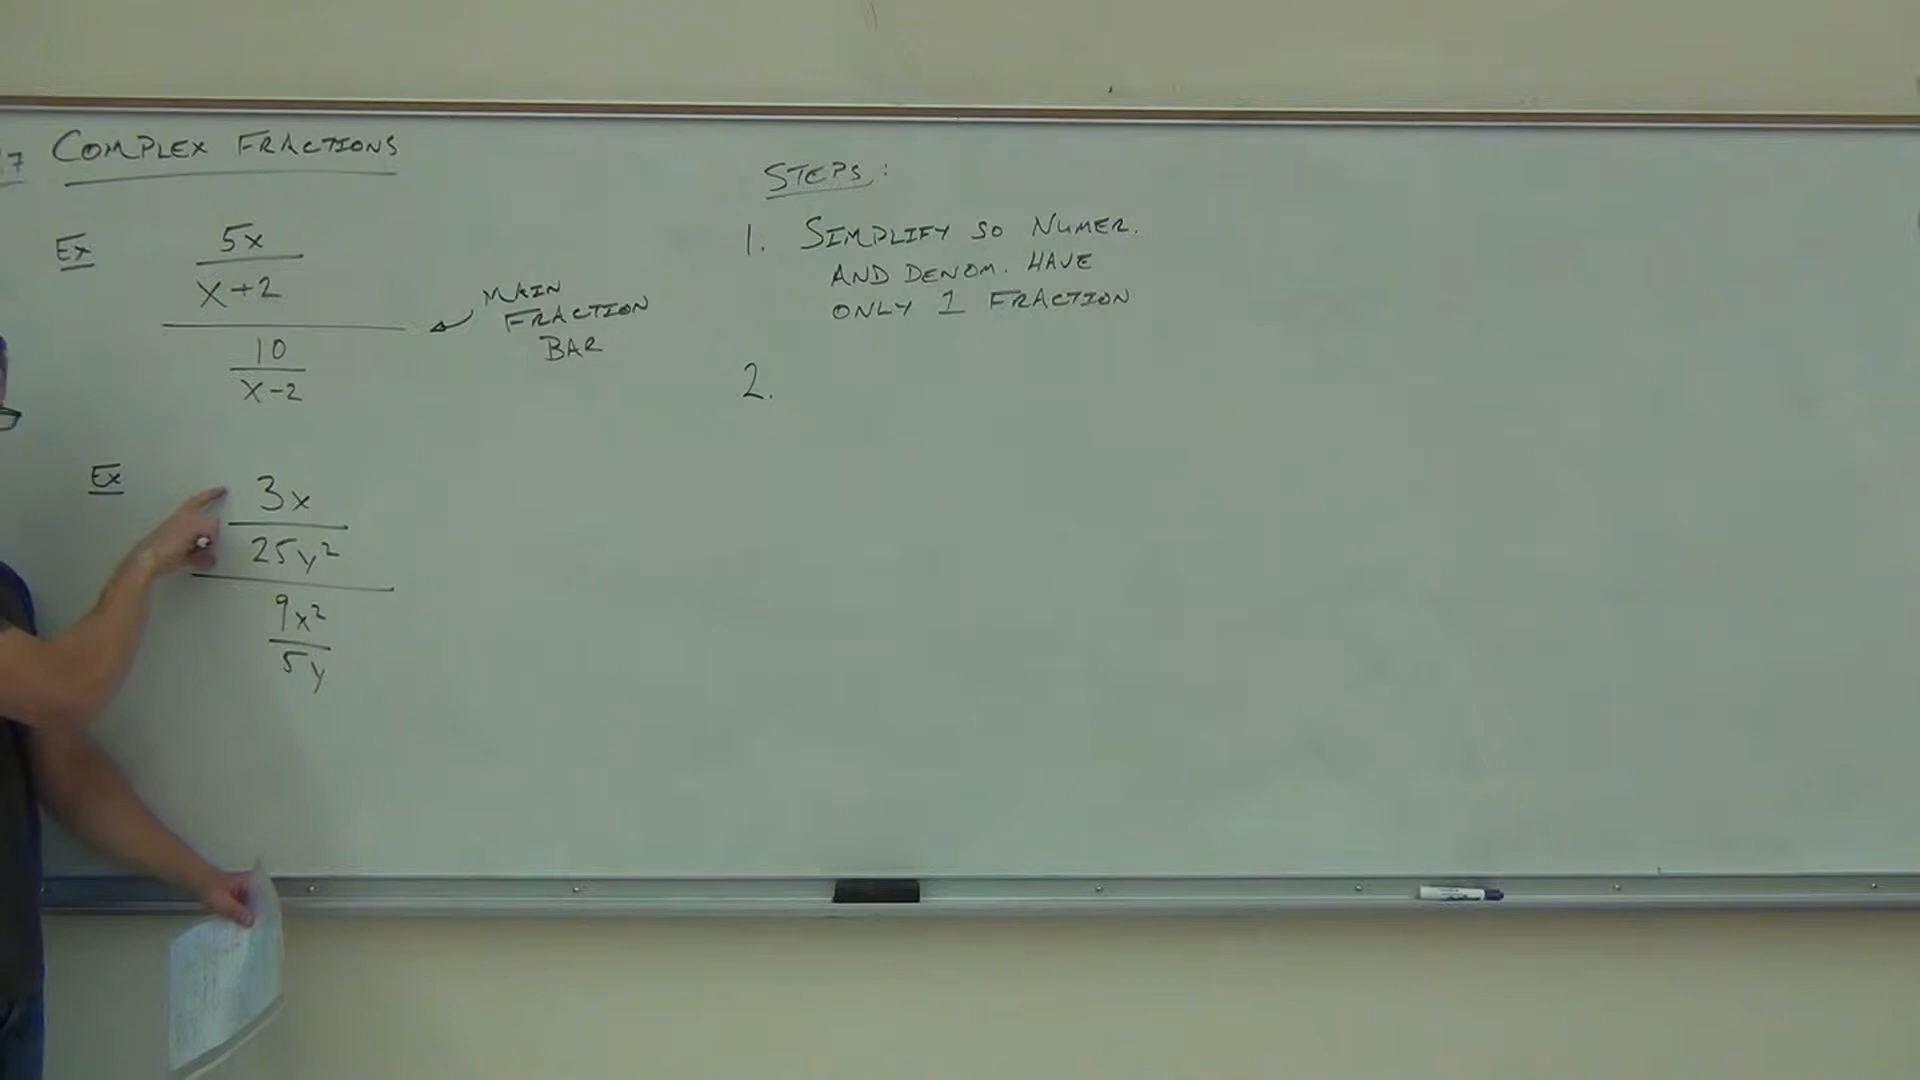 .7 COMPLEX FRACTIONS
Ex
5x
x+2
10
x-2
MAIN
FRACTION
BAR
Ex
3x
25y²
9x²
5y
STEPS:
1. SIMPLIFY SO NUMER.
AND DENOM. HAVE
ONLY 1 FRACTION
2.